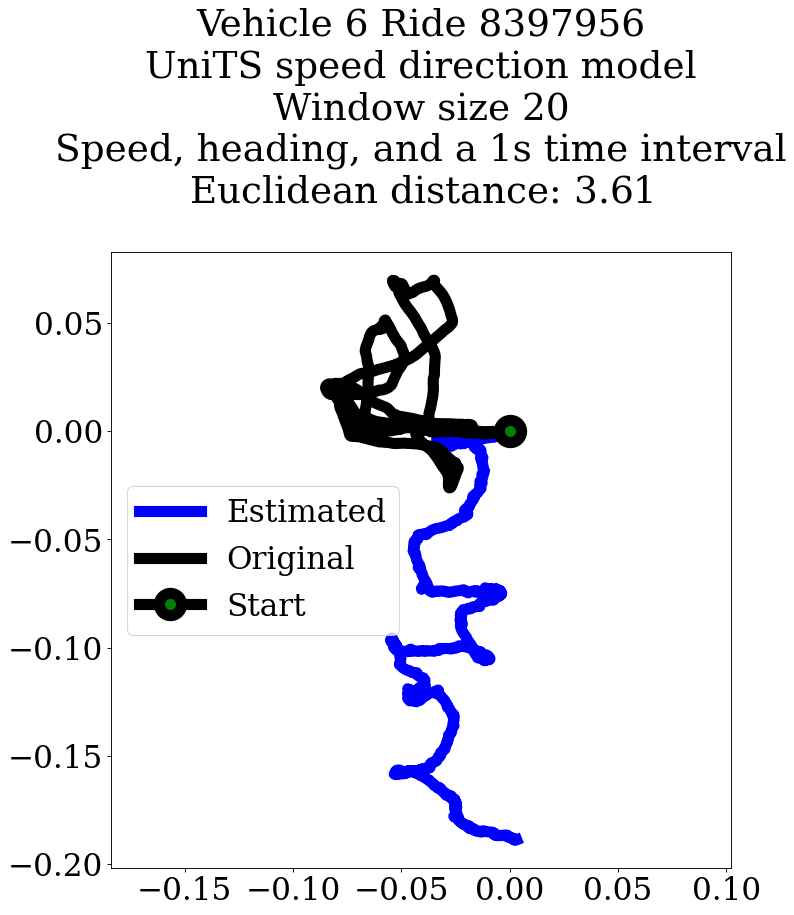 Vehicle 6 Ride 8397956
UniTS speed direction model
Window size 20
Speed, heading, and a 1s time interval
Euclidean distance: 3.61
0.05
0.00
−0.05
−0.10
−0.15
−0.20
Estimated
Original
Start
−0.15 −0.10 −0.05 0.00 0.05 0.10